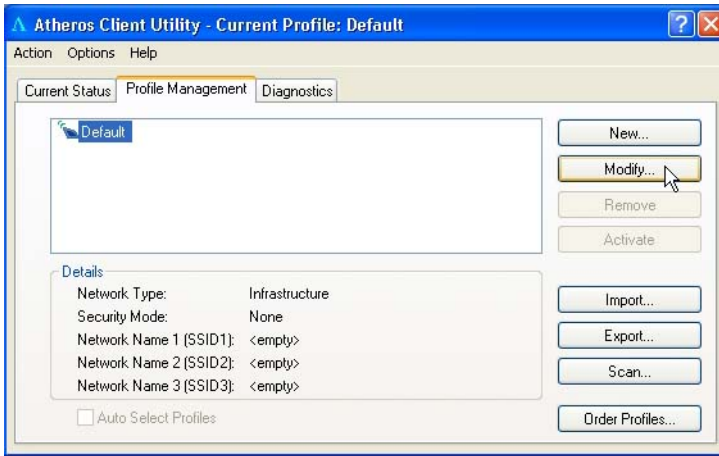 Atheros Client Utility - Current Profile: Default
Action Options Help
Current Status Profile Management Diagnostics
Default
New...
Modify...
Remove
Activate
Details
Network Type: Infrastructure
Security Mode: None
Network Name 1 (SSID1): <empty>
Network Name 2 (SSID2): <empty>
Network Name 3 (SSID3): <empty>
Import...
Export...
Scan...
Auto Select Profiles
Order Profiles...